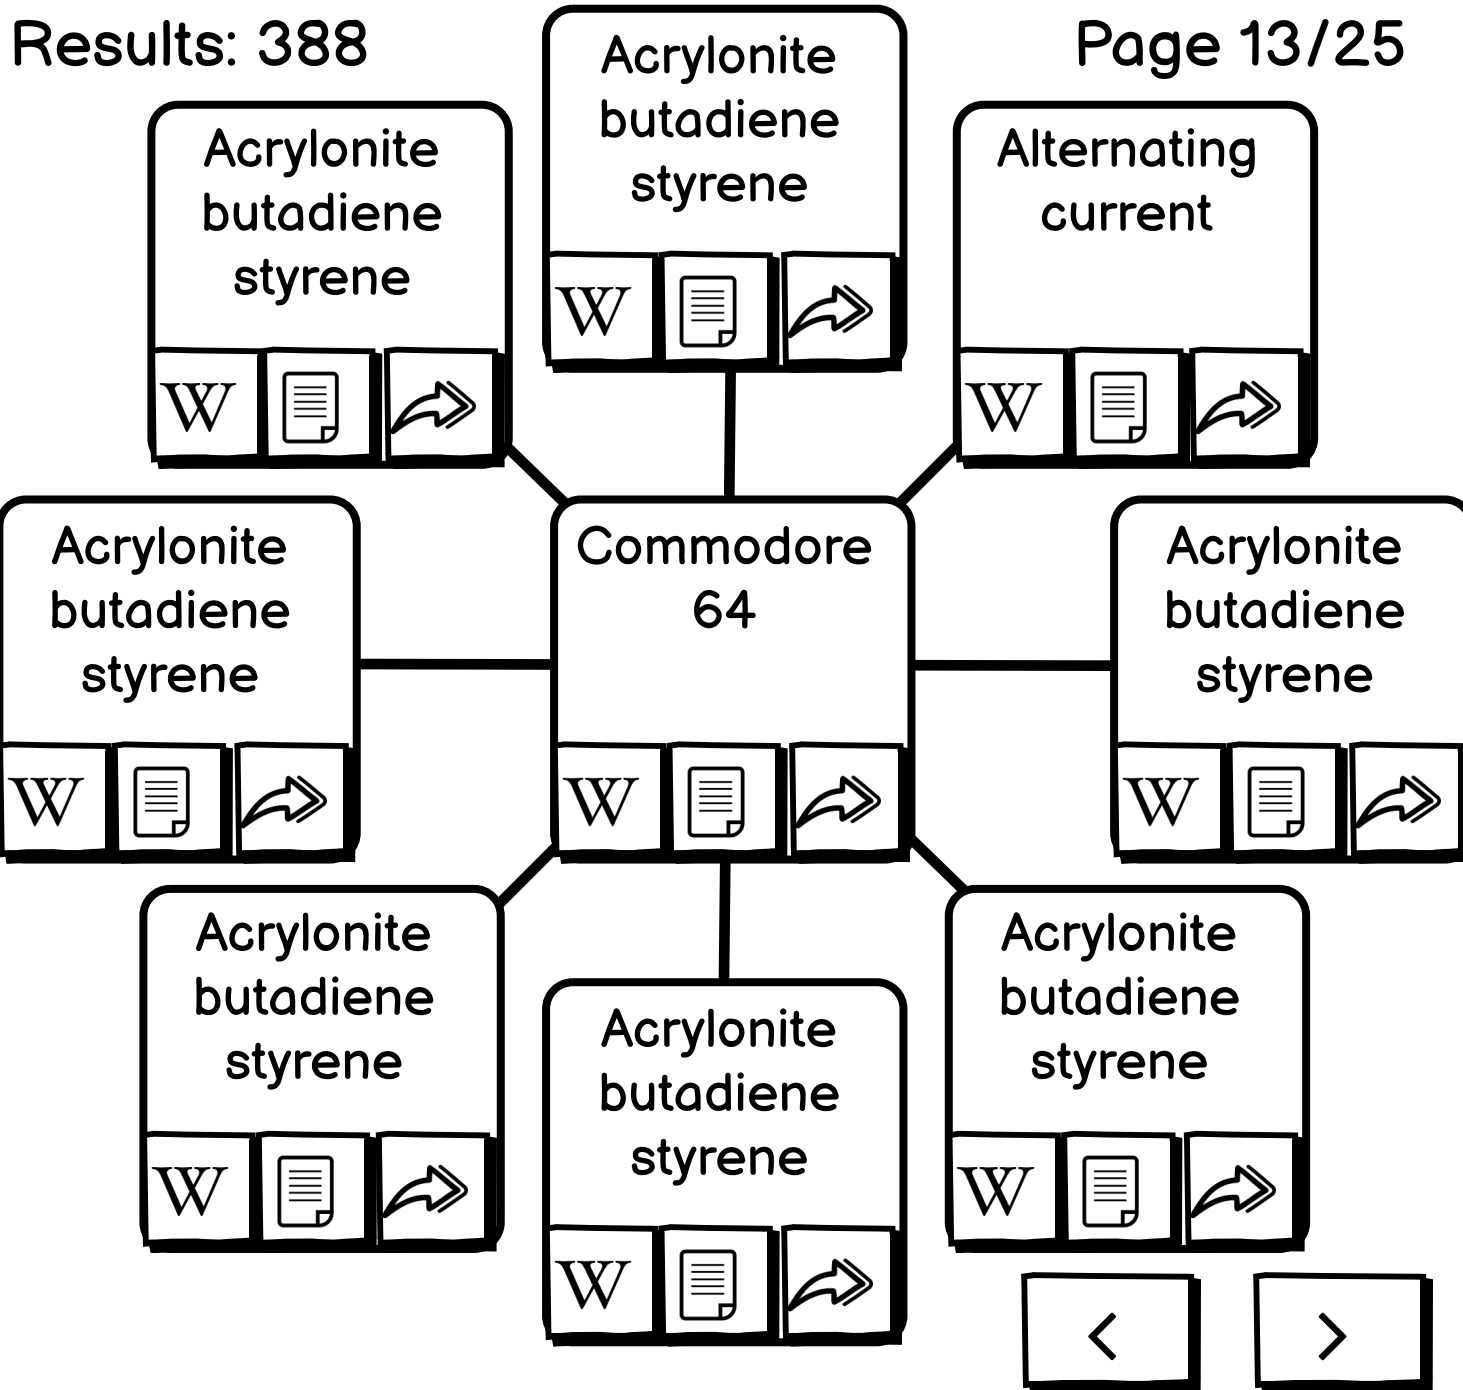 Results: 388
Page 13/25
Acrylonite
butadiene
styrene
W
Acrylonite
butadiene
styrene
W
Alternating
current
W
Acrylonite
butadiene
styrene
W
Commodore
64
W
Acrylonite
butadiene
styrene
W
Acrylonite
butadiene
styrene
W
Acrylonite
butadiene
styrene
W
Acrylonite
butadiene
styrene
W
<
>